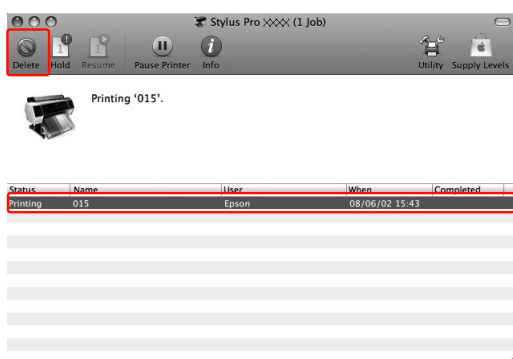 Stylus Pro XXXX (1 Job)
Delete Hold Resume Pause Printer Info Utility Supply Levels
Printing ‘015’.
Status Name User When Completed
Printing 015 Epson 08/06/02 15:43